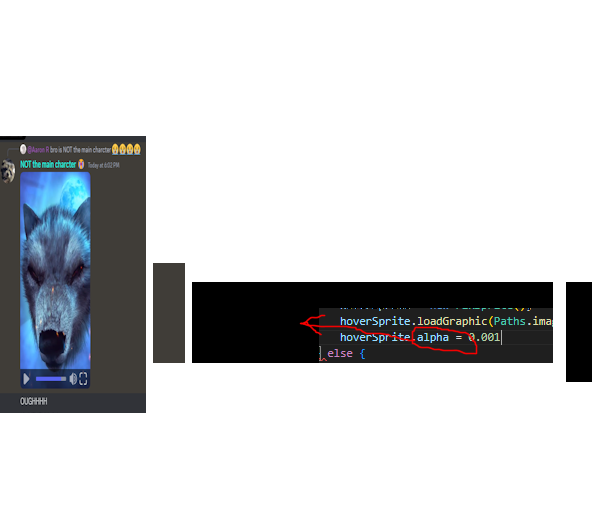 @Aaron R bro is NOT the main charcter 😢😢😢😢
NOT the main charcter Today at 6:02 PM
OUGHHHH
hoverSprite.loadGraphic(Paths.ima
hoverSprite.alpha = 0.001
else {